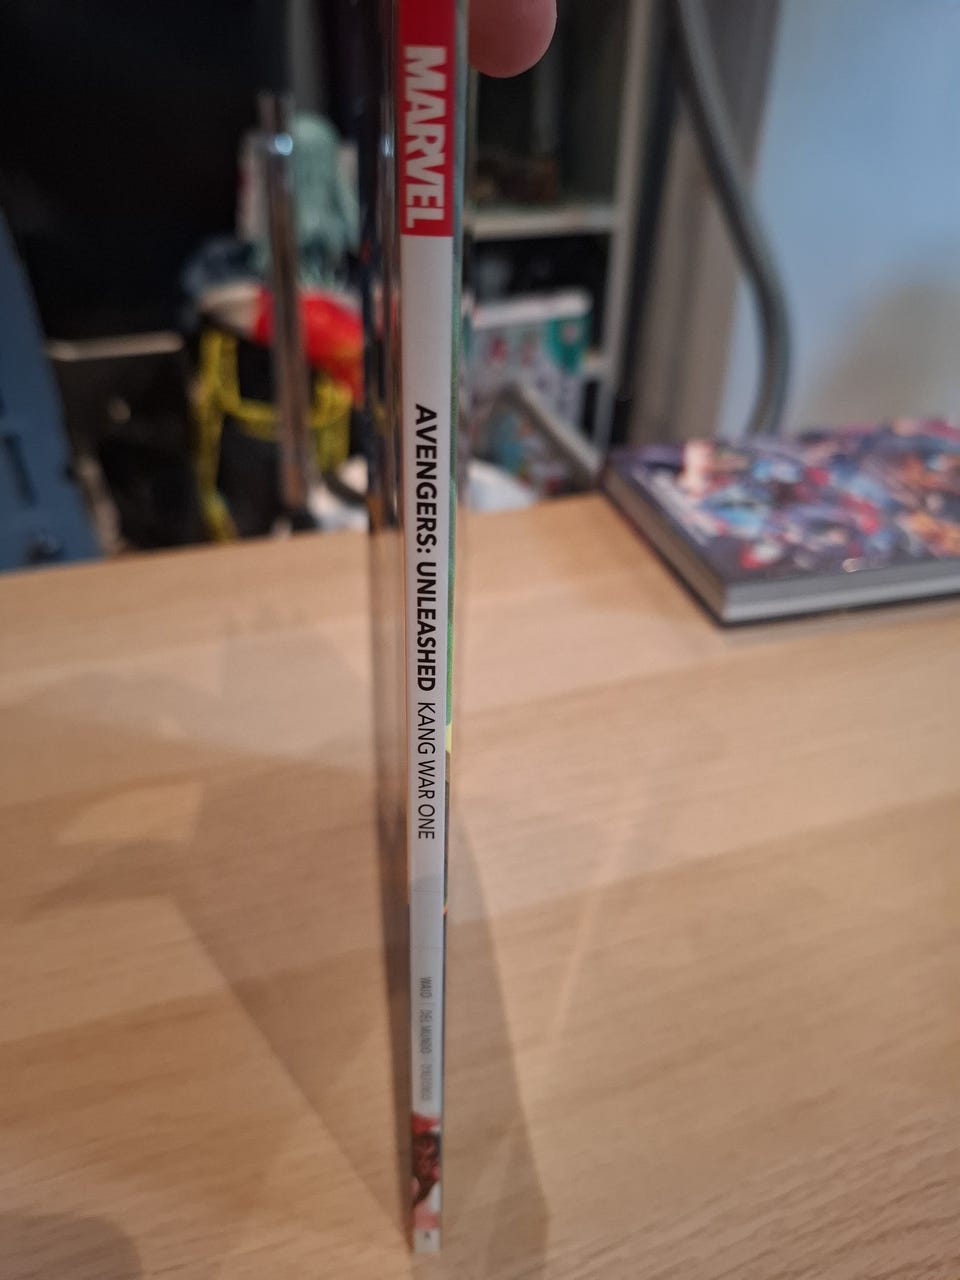 MARVEL
AVENGERS: UNLEASHED KANG WAR ONE
WAID | DEL MUNDO